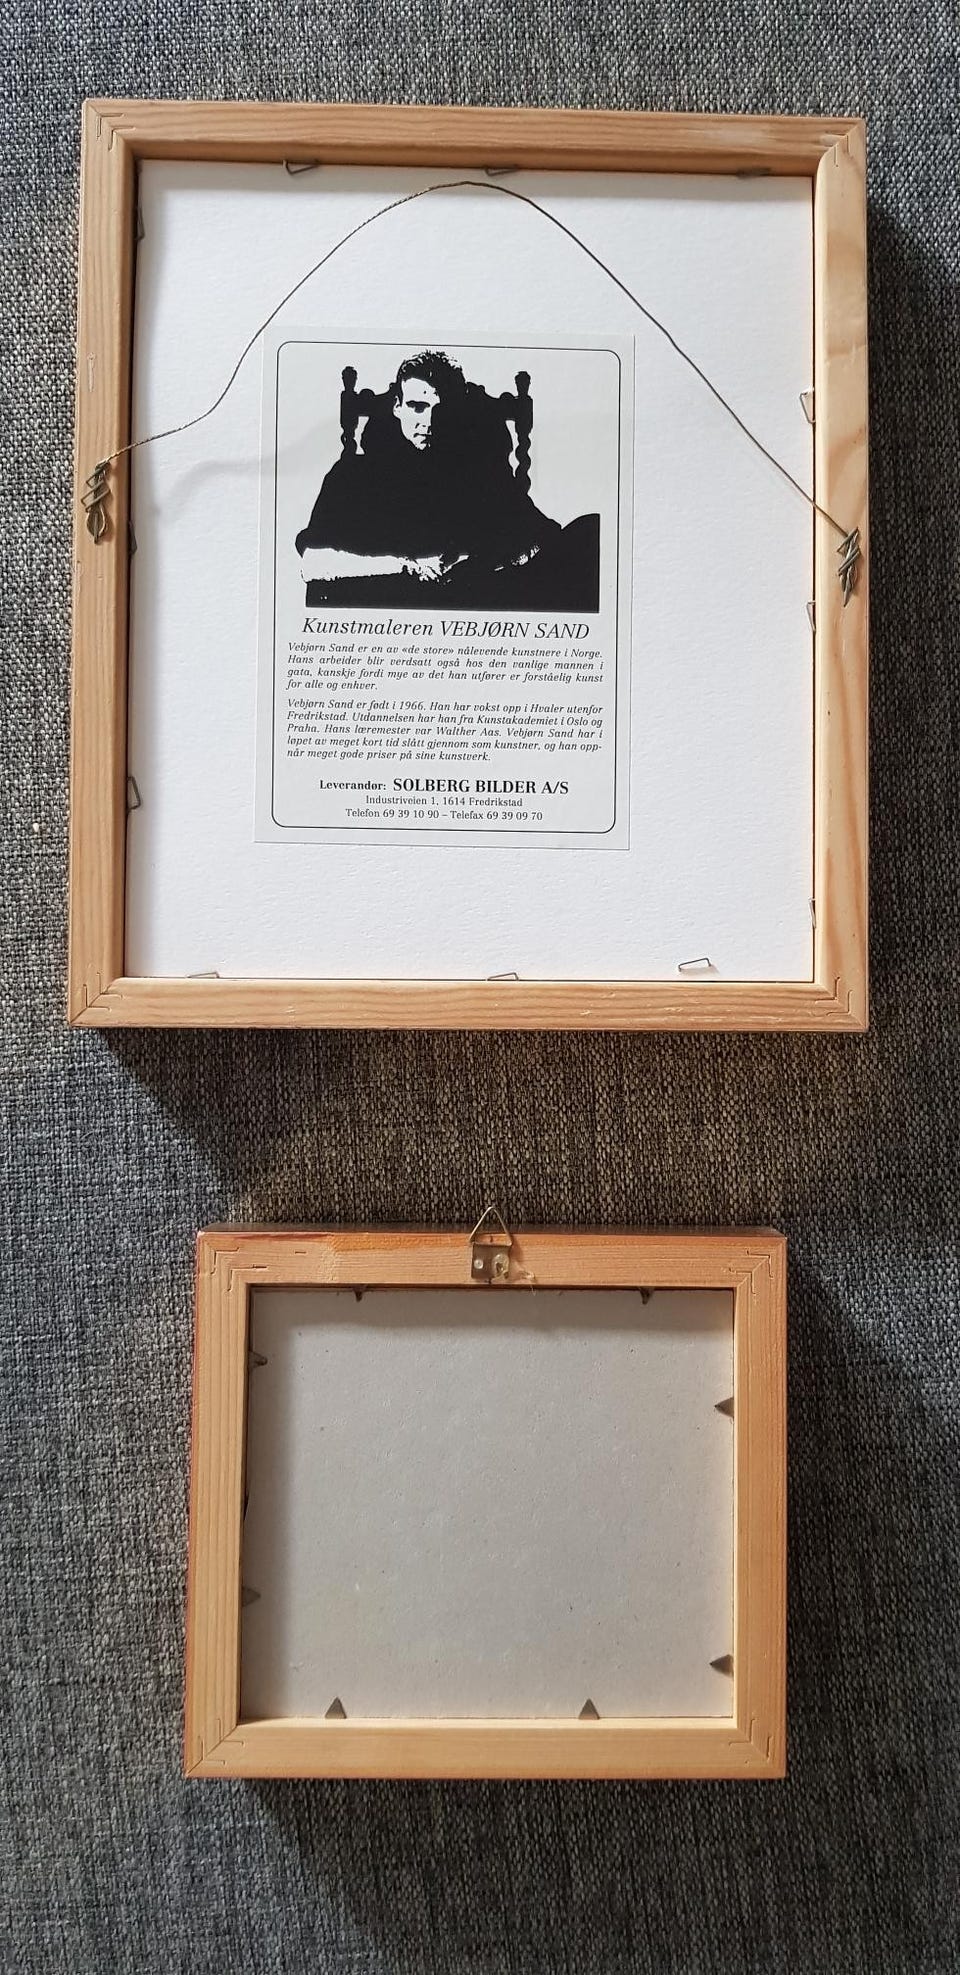 Kunstmaleren VEBJØRN SAND
Vebjørn Sand er en av «de store» nålevende kunstnere i Norge.
Hans arbeider blir verdsatt også hos den vanlige mannen i
gata, kanskje fordi mye av det han utfører er forståelig kunst
for alle og enhver.
Vebjørn Sand er født i 1966. Han har vokst opp i Hvaler utenfor
Fredrikstad. Utdannelsen har han fra Kunstakademiet i Oslo og
Praha. Hans læremester var Walther Aas. Vebjørn Sand har i
løpet av meget kort tid slått gjennom som kunstner, og han opp-
når meget gode priser på sine kunstverk.
Leverandør: SOLBERG BILDER A/S
Industriveien 1, 1614 Fredrikstad
Telefon 69 39 10 90 – Telefax 69 39 09 70